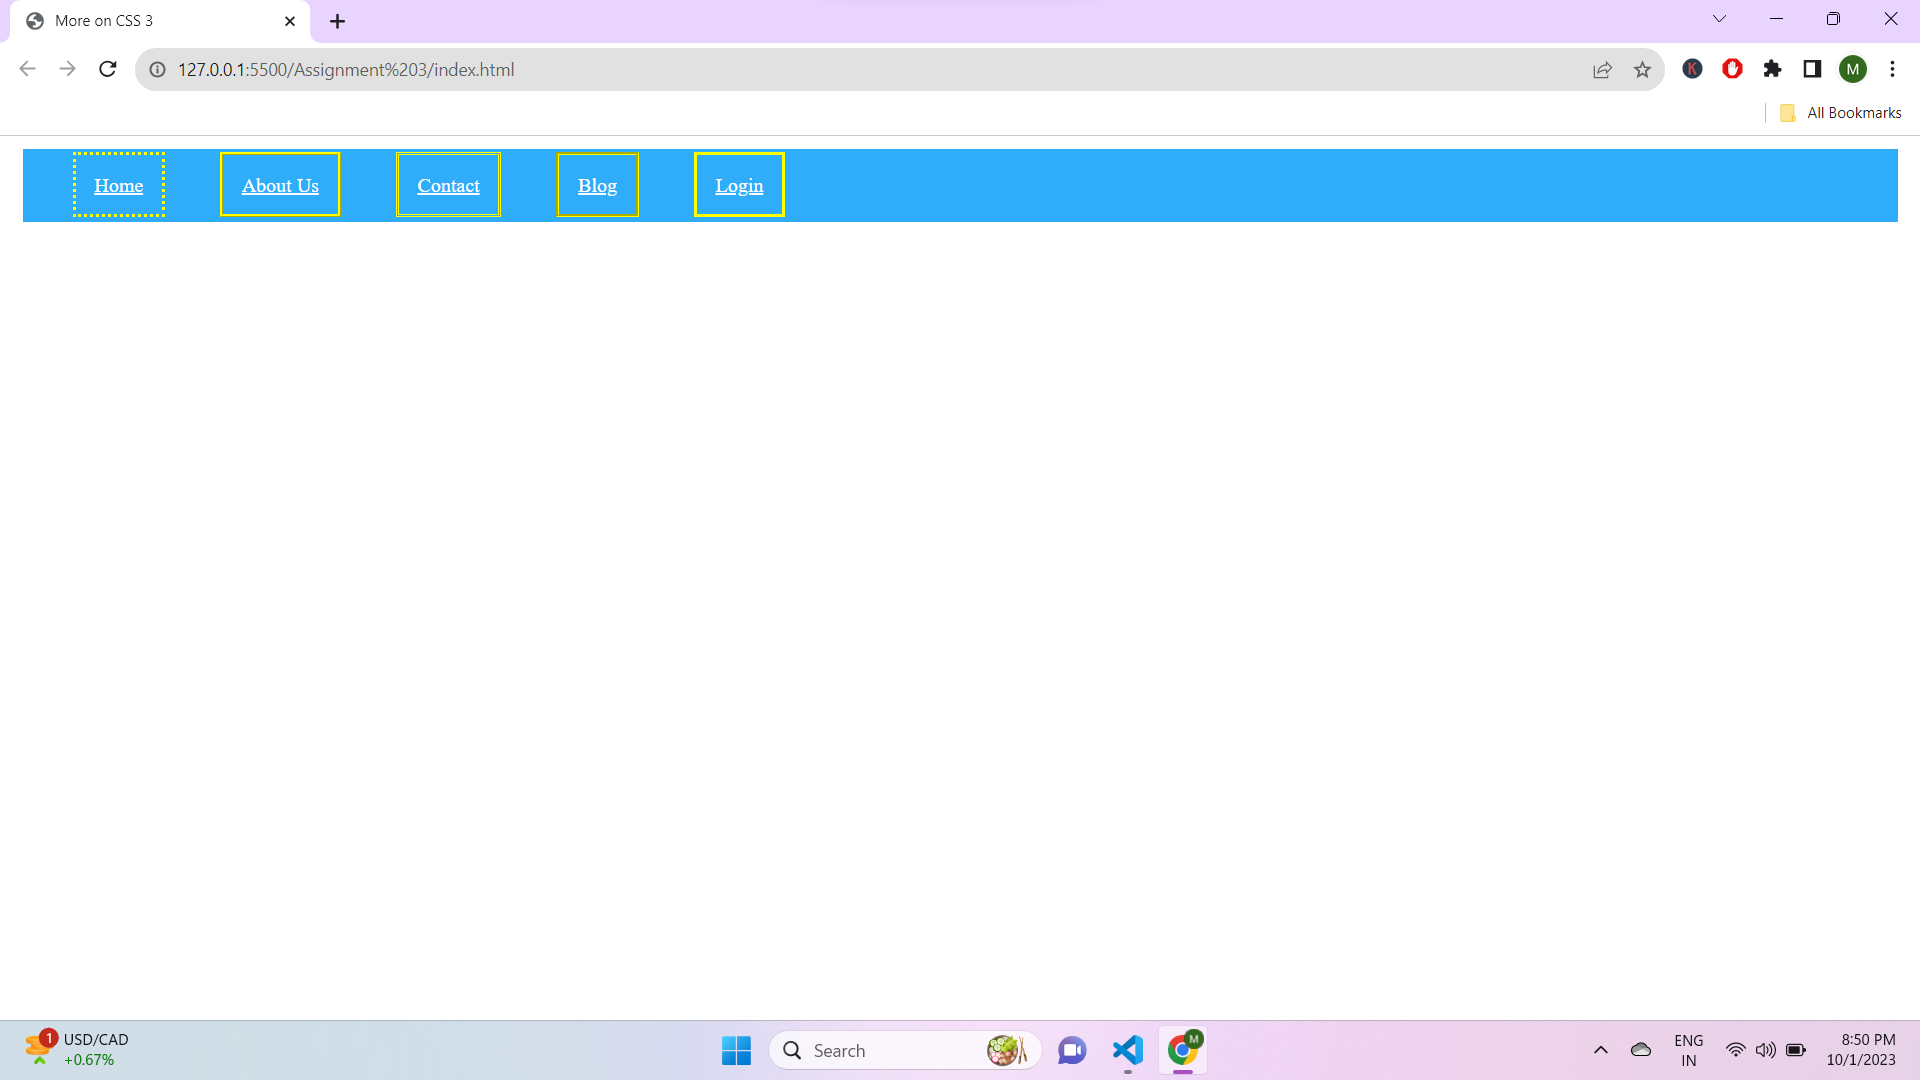 More on CSS 3
127.0.0.1:5500/Assignment%203/index.html
K
M
All Bookmarks
Home
About Us
Contact
Blog
Login
1
USD/CAD
+0.67%
Search
M
ENG
IN
8:50 PM
10/1/2023